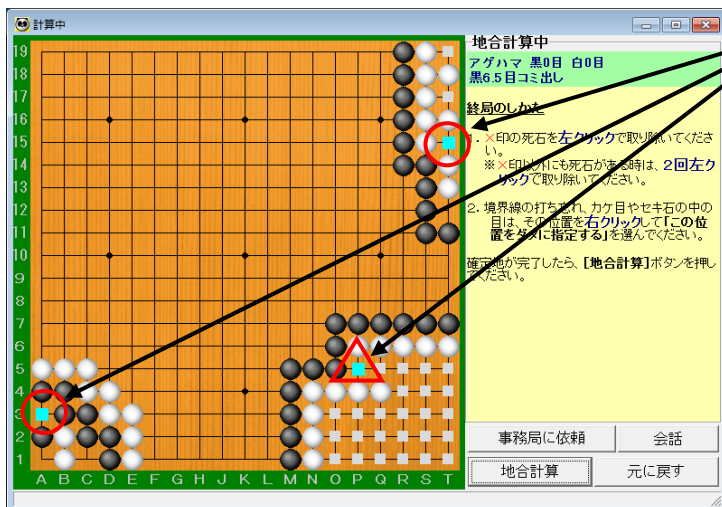 計算中
地合計算中
アゲハマ 黒0目 白0目
黒6.5目コミ出し
終局のしかた
1. ×印の死石を左クリックで取り除いてくださ
い。
※×印以外にも死石がある時は、2回左ク
リックで取り除いてください。
2. 境界線の打ち忘れ、カケ目やセキ石の中の
目は、その位置を右クリックして「この位
置をダメに指定する」を選んでください。
確定地が完了したら、[地合計算]ボタンを押し
てください。
事務局に依頼 会話
地合計算 元に戻す
19
18
17
16
15
14
13
12
11
10
9
8
7
6
5
4
3
2
1
A B C D E F G H J K L M N O P Q R S T